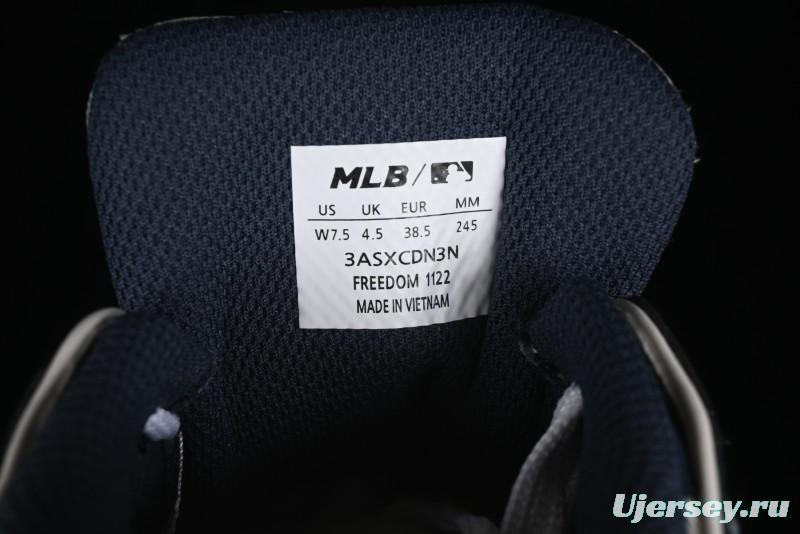 MLB/
US UK EUR MM
W7.5 4.5 38.5 245
3ASXCDN3N
FREEDOM 1122
MADE IN VIETNAM
Ujersey.ru